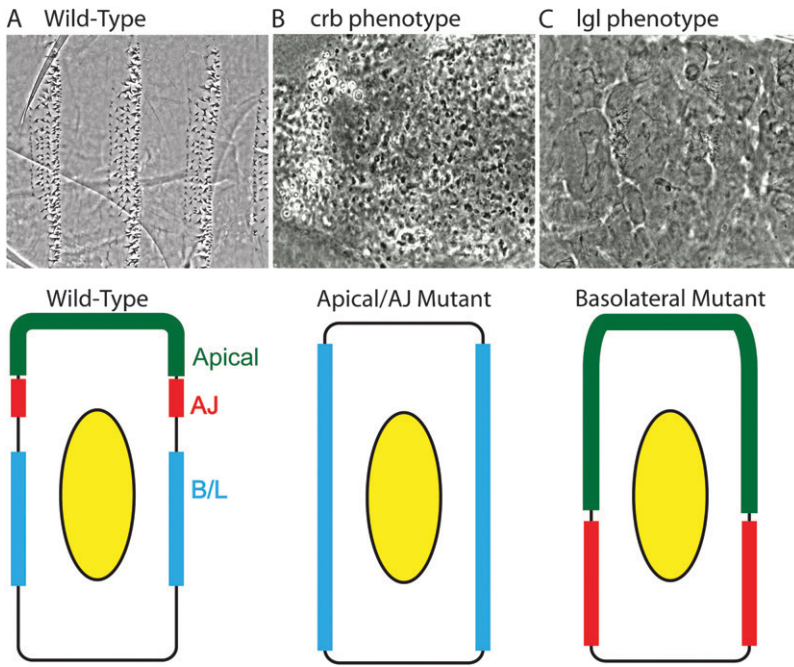 A Wild-Type
B crb phenotype
C lgl phenotype
Wild-Type
Apical/AJ Mutant
Basolateral Mutant
Apical
AJ
B/L